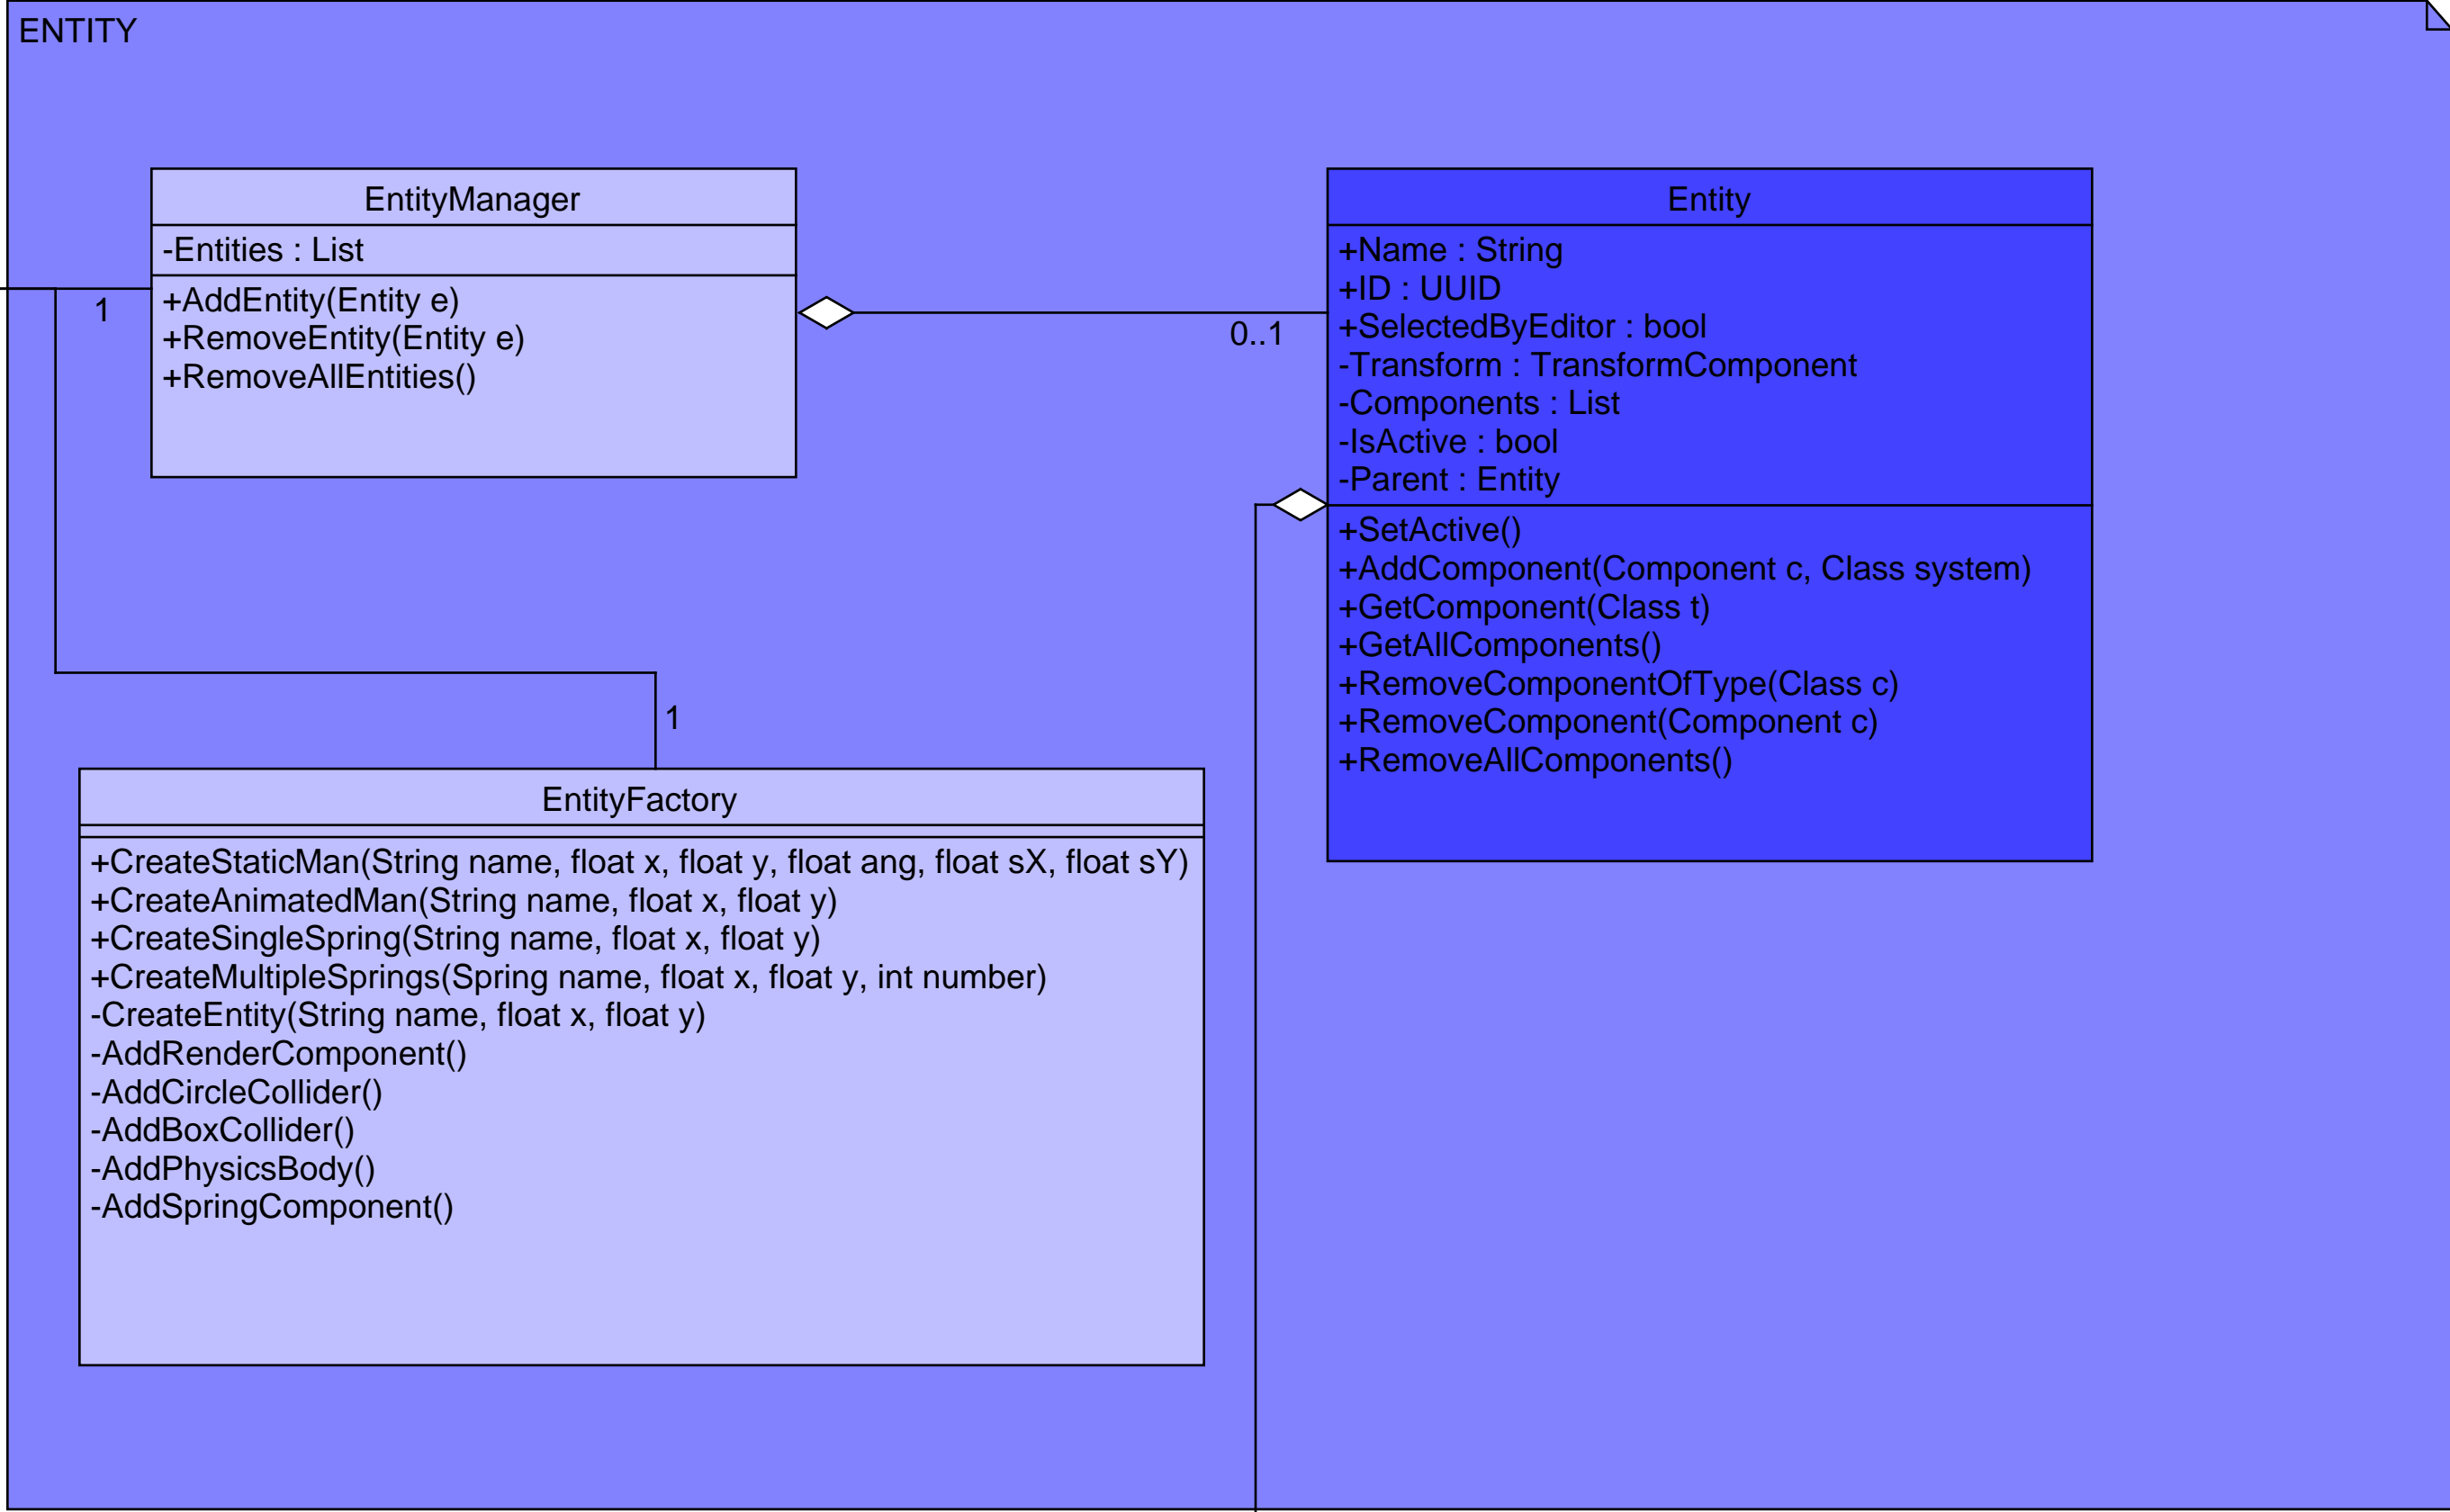 ENTITY
EntityManager
-Entities : List
+AddEntity(Entity e)
+RemoveEntity(Entity e)
+RemoveAllEntities()
1
0..1
Entity
+Name : String
+ID : UUID
+SelectedByEditor : bool
-Transform : TransformComponent
-Components : List
-IsActive : bool
-Parent : Entity
+SetActive()
+AddComponent(Component c, Class system)
+GetComponent(Class t)
+GetAllComponents()
+RemoveComponentOfType(Class c)
+RemoveComponent(Component c)
+RemoveAllComponents()
1
EntityFactory
+CreateStaticMan(String name, float x, float y, float ang, float sX, float sY)
+CreateAnimatedMan(String name, float x, float y)
+CreateSingleSpring(String name, float x, float y)
+CreateMultipleSprings(Spring name, float x, float y, int number)
-CreateEntity(String name, float x, float y)
-AddRenderComponent()
-AddCircleCollider()
-AddBoxCollider()
-AddPhysicsBody()
-AddSpringComponent()